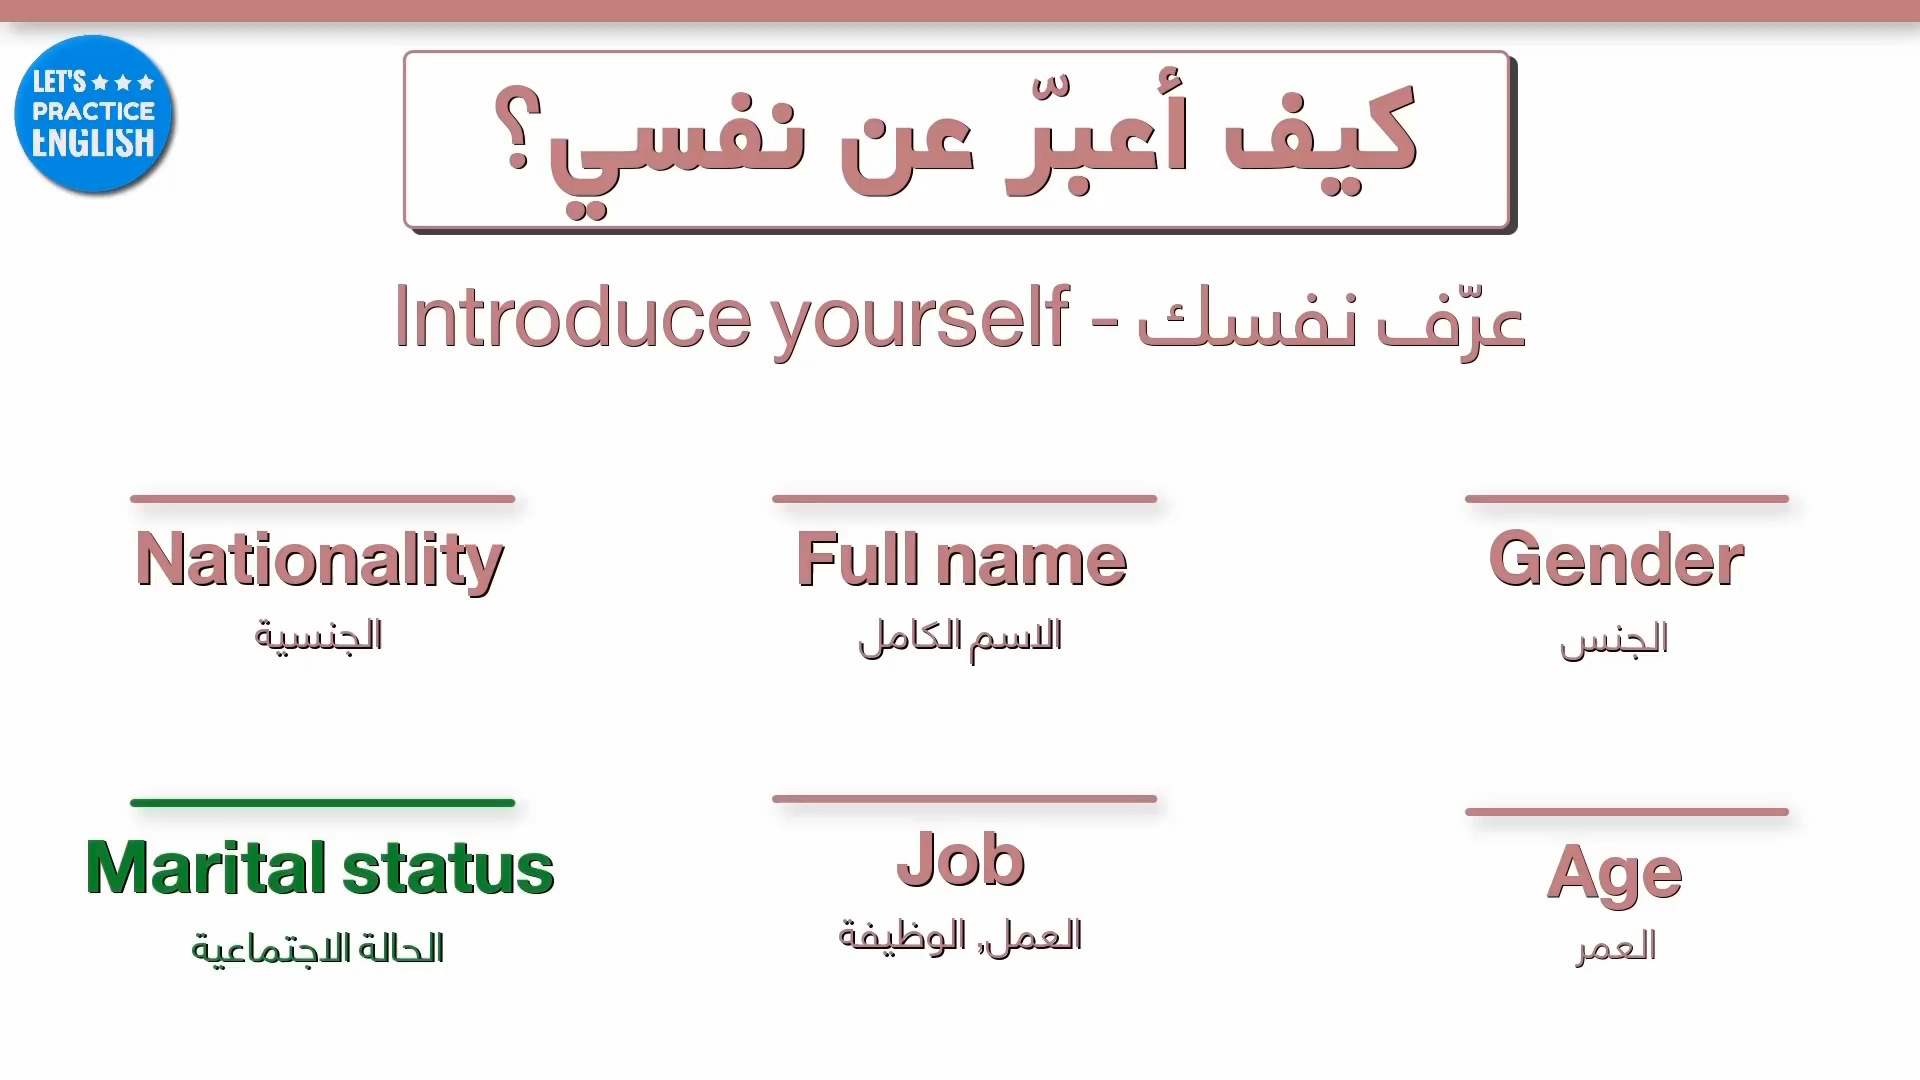 LET'S
PRACTICE
ENGLISH
كيف أعبّر عن نفسي؟
عرّف نفسك - Introduce yourself
Nationality
الجنسية
Full name
الاسم الكامل
Gender
الجنس
Marital status
الحالة الاجتماعية
Job
العمل, الوظيفة
Age
العمر